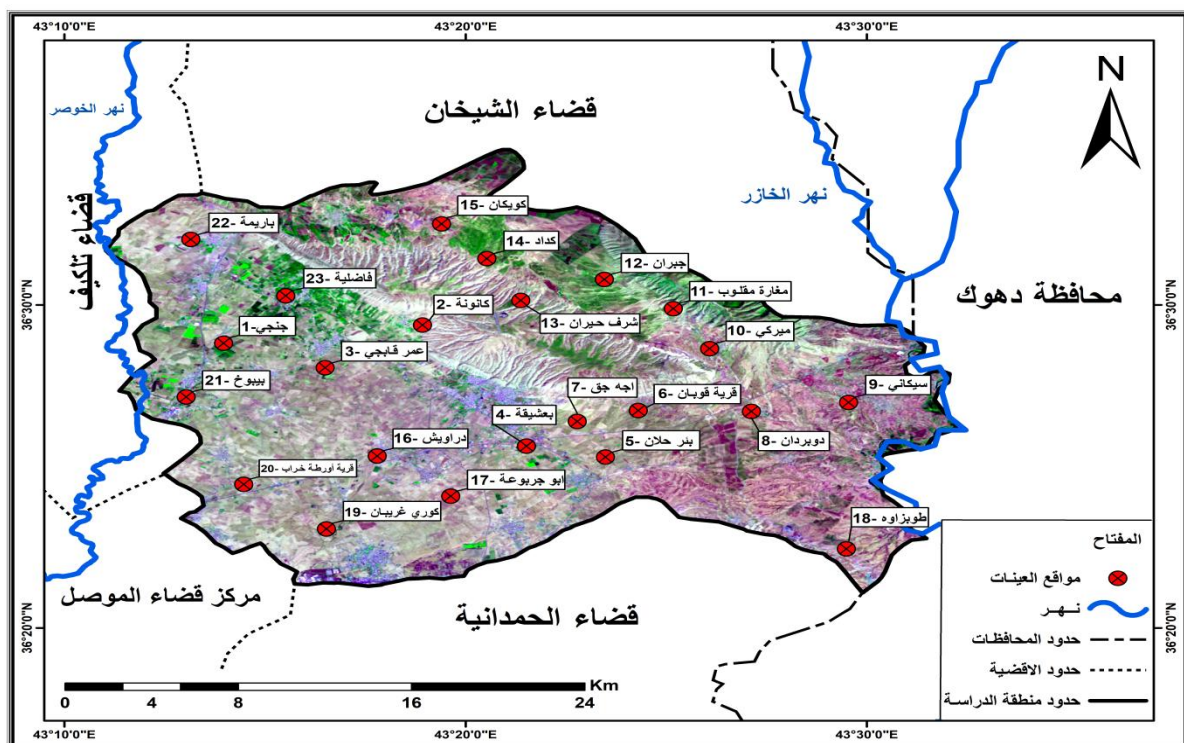 43°10'0"E
43°20'0"E
43°30'0"E
N
قضاء الشيخان
نهر الخوصر
نهر الخازر
قضاء تلكيف
محافظة دهوك
15- كويكان
22- باريمة
14- كداد
12- جبران
23- فاضلية
11- مغارة مقلوب
36°30'0"N
36°30'0"N
2- كانونة
13- شرف حيران
1- جنجي
10- ميركي
3- عمر قابجي
21- بيبوخ
7- اجه جق
6- قرية قوبان
9- سيكاني
4- بعشيقة
8- دوبردان
16- دراويش
5- بئر حلان
20- قرية أورطة خراب
17- ابو جربوعة
19- كوري غريبان
18- طوبزاوه
المفتاح
مواقع العينات
نهر
حدود المحافظات
حدود الاقضية
حدود منطقة الدراسة
مركز قضاء الموصل
قضاء الحمدانية
36°20'0"N
36°20'0"N
Km
0 4 8 16 24
43°10'0"E
43°20'0"E
43°30'0"E